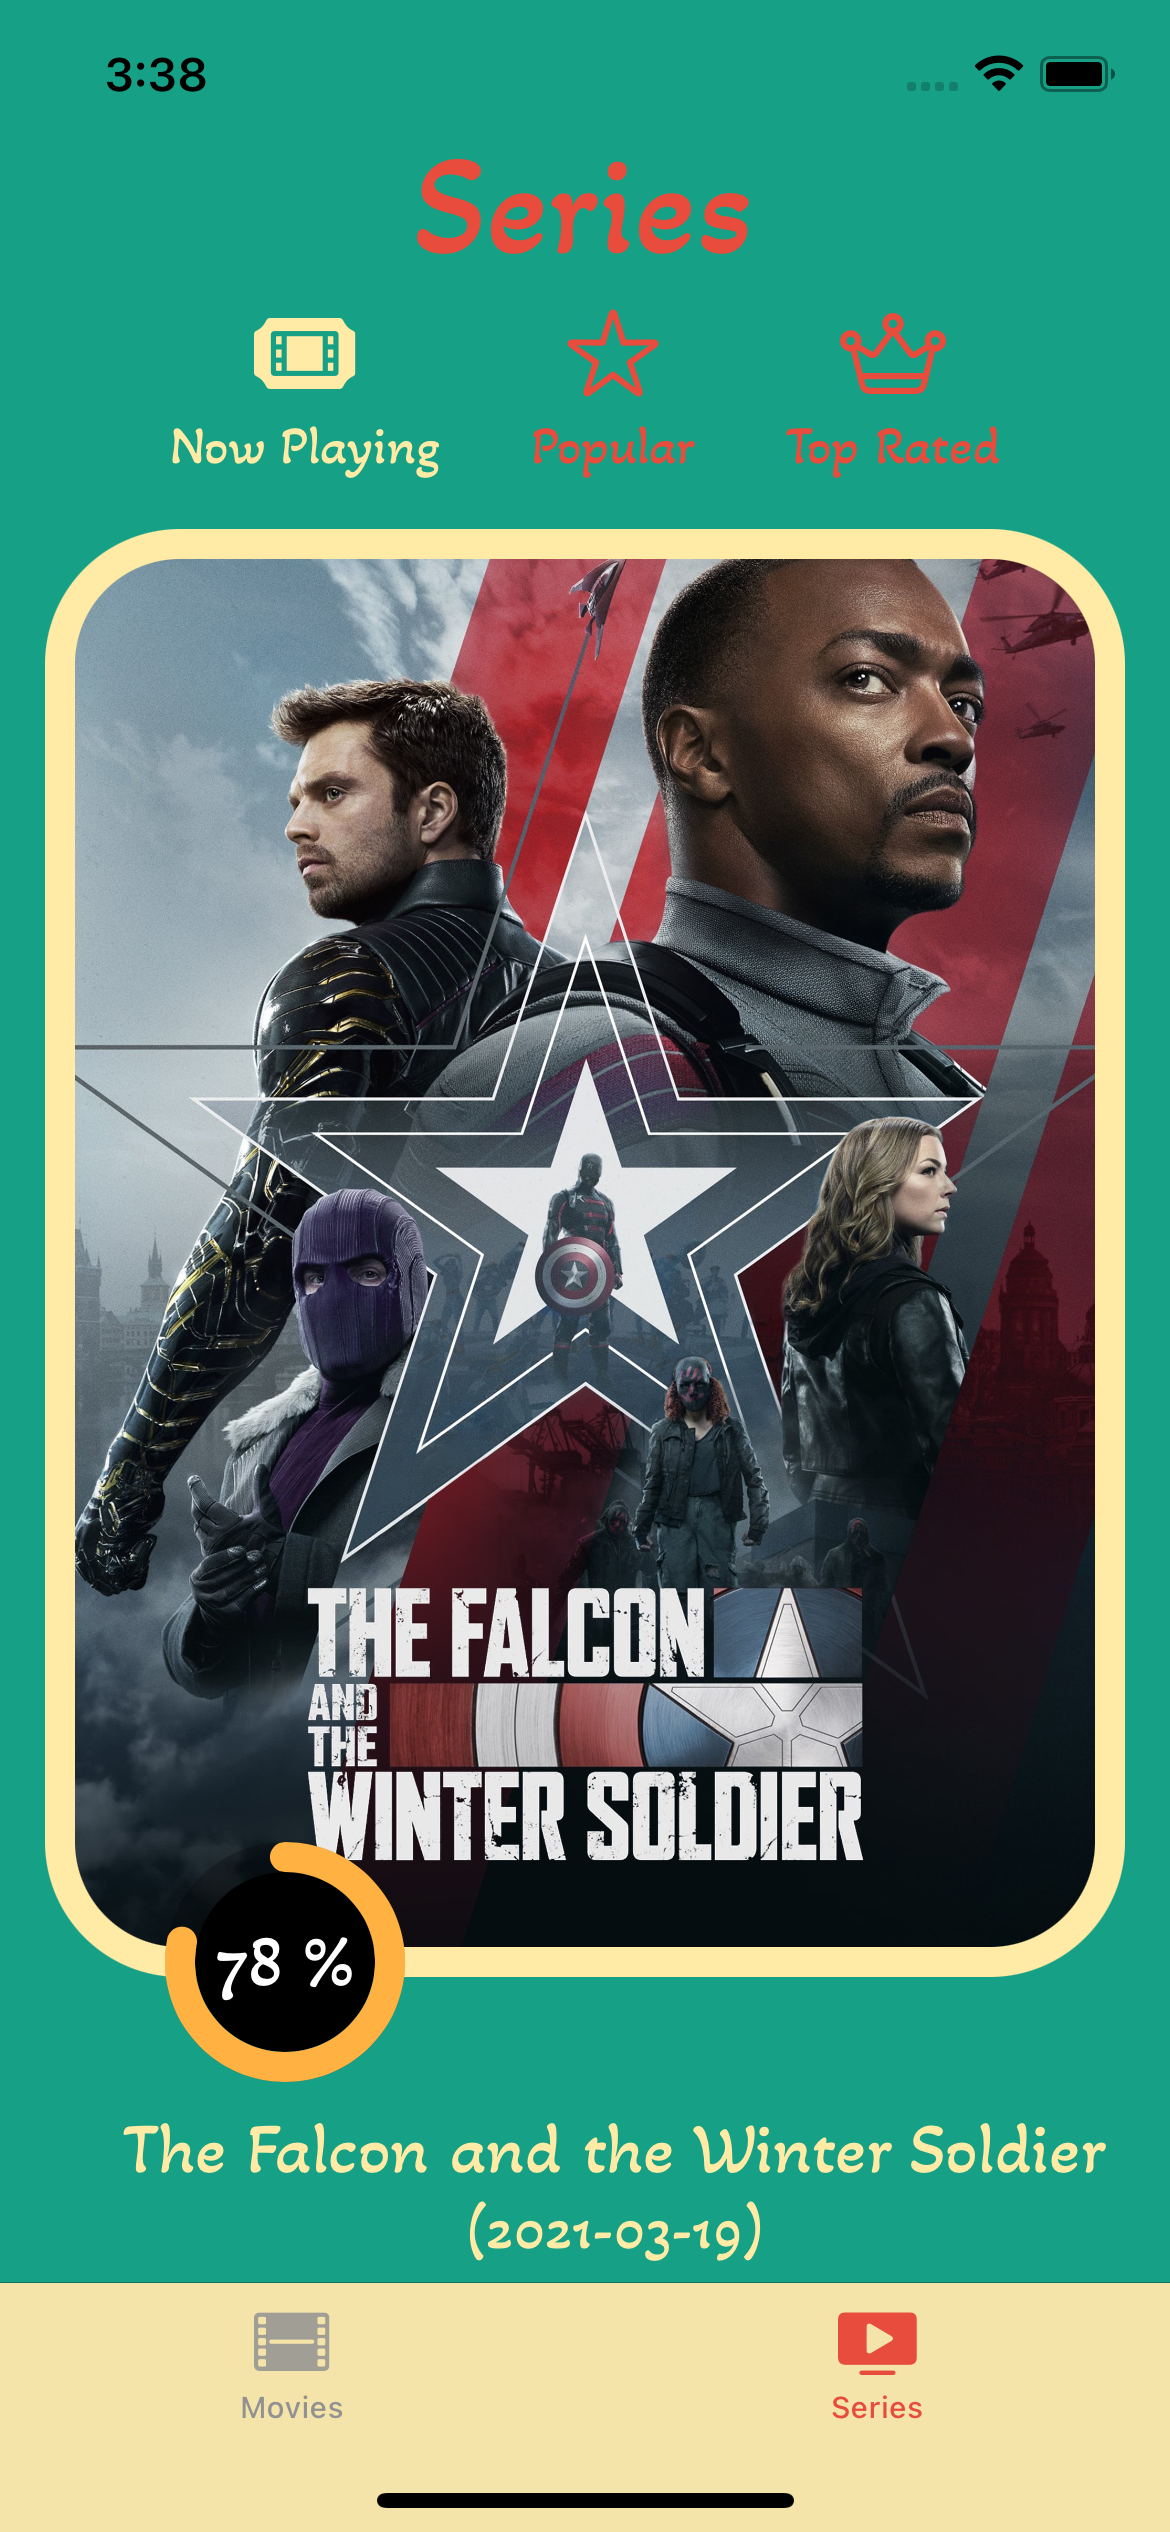 3:38
Series
Now Playing Popular Top Rated
THE FALCON
AND
THE
WINTER SOLDIER
78 %
The Falcon and the Winter Soldier
(2021-03-19)
Movies Series